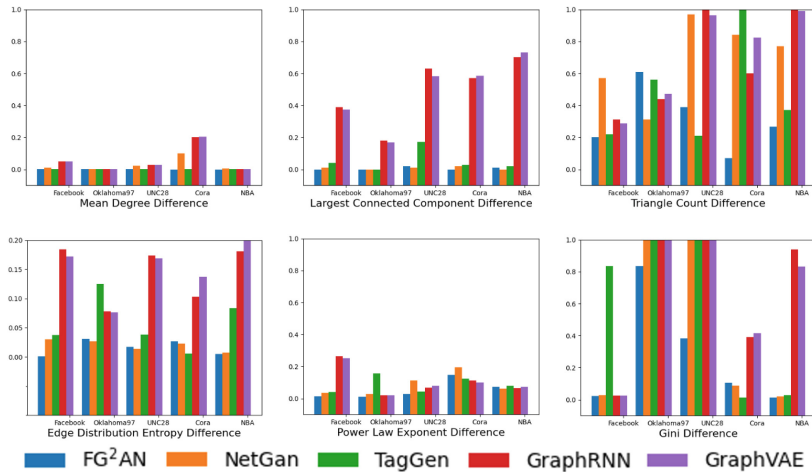 1.0
0.8
0.6
0.4
0.2
0.0
Facebook Oklahoma97 UNC28 Cora NBA
Mean Degree Difference
1.0
0.8
0.6
0.4
0.2
0.0
Facebook Oklahoma97 UNC28 Cora NBA
Largest Connected Component Difference
1.0
0.8
0.6
0.4
0.2
0.0
Facebook Oklahoma97 UNC28 Cora NBA
Triangle Count Difference
0.20
0.15
0.10
0.05
0.00
Facebook Oklahoma97 UNC28 Cora NBA
Edge Distribution Entropy Difference
1.0
0.8
0.6
0.4
0.2
0.0
Facebook Oklahoma97 UNC28 Cora NBA
Power Law Exponent Difference
1.0
0.8
0.6
0.4
0.2
0.0
Facebook Oklahoma97 UNC28 Cora NBA
Gini Difference
FG²AN NetGan TagGen GraphRNN GraphVAE